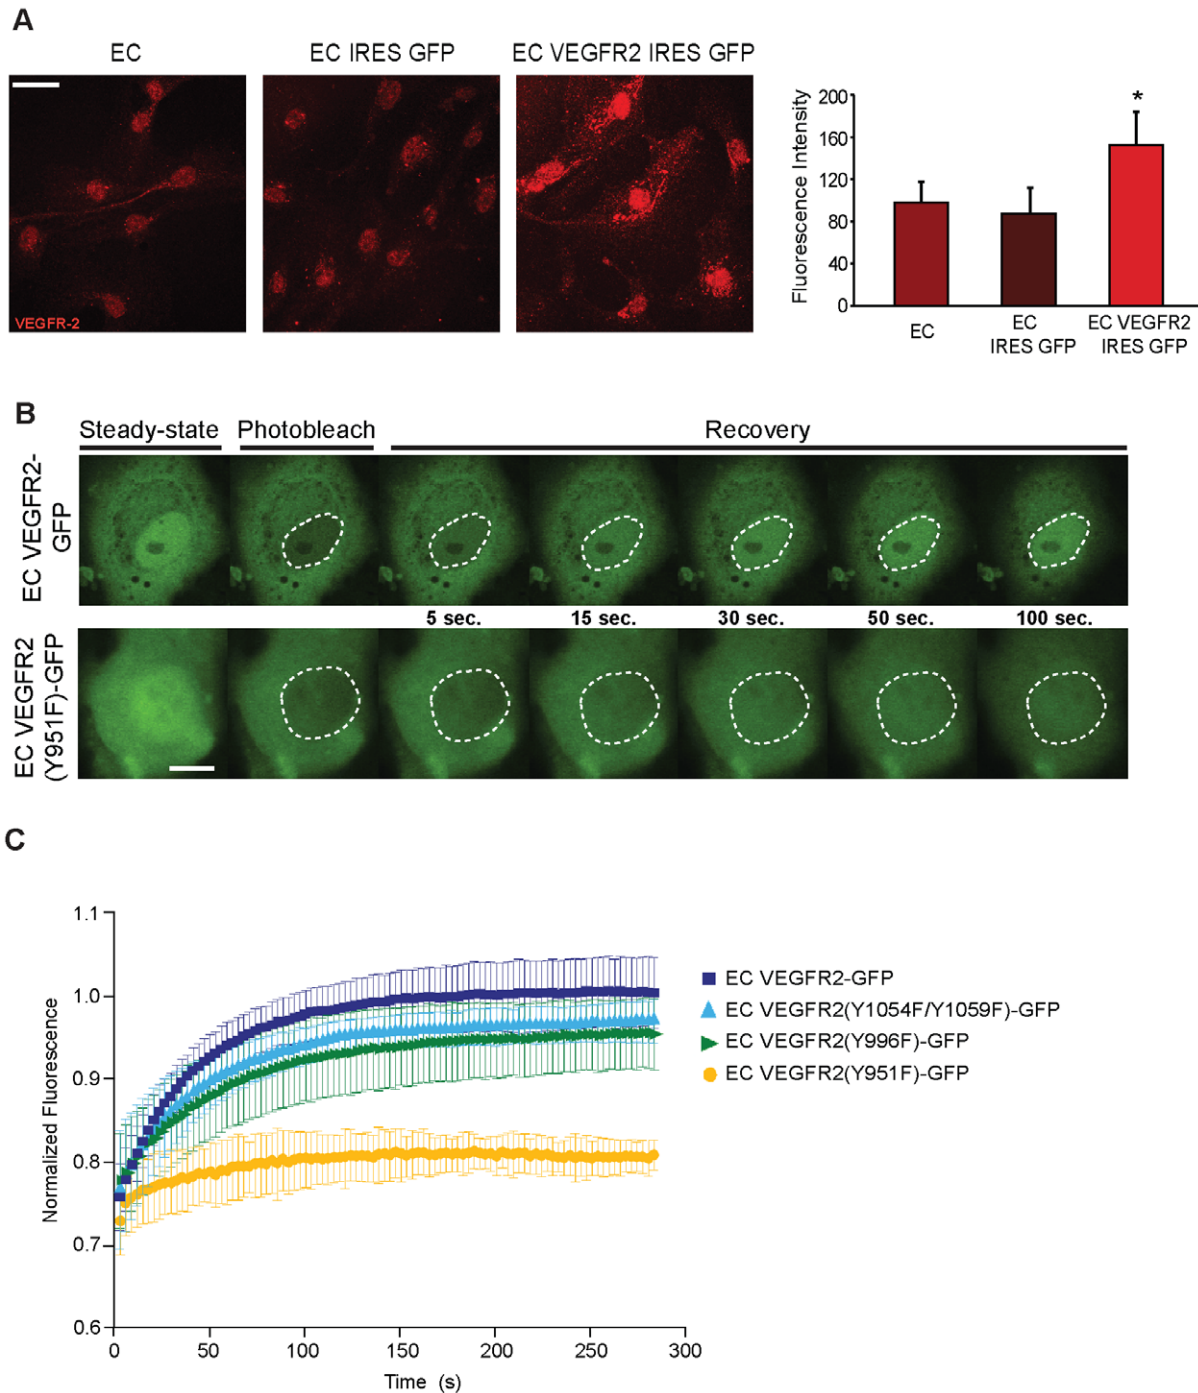 A
EC
EC IRES GFP
EC VEGFR2 IRES GFP
VEGFR-2
Fluorescence Intensity
200
160
120
80
40
0
EC
EC
IRES GFP
EC VEGFR2
IRES GFP
*
B
Steady-state
Photobleach
Recovery
EC VEGFR2-
GFP
5 sec.
15 sec.
30 sec.
50 sec.
100 sec.
EC VEGFR2
(Y951F)-GFP
C
Normalized Fluorescence
1.1
1.0
0.9
0.8
0.7
0.6
0
50
100
150
200
250
300
Time (s)
EC VEGFR2-GFP
EC VEGFR2(Y1054F/Y1059F)-GFP
EC VEGFR2(Y996F)-GFP
EC VEGFR2(Y951F)-GFP